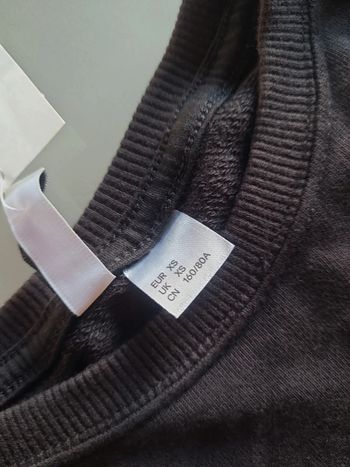 EUR XS
UK XS
CN 160/80A